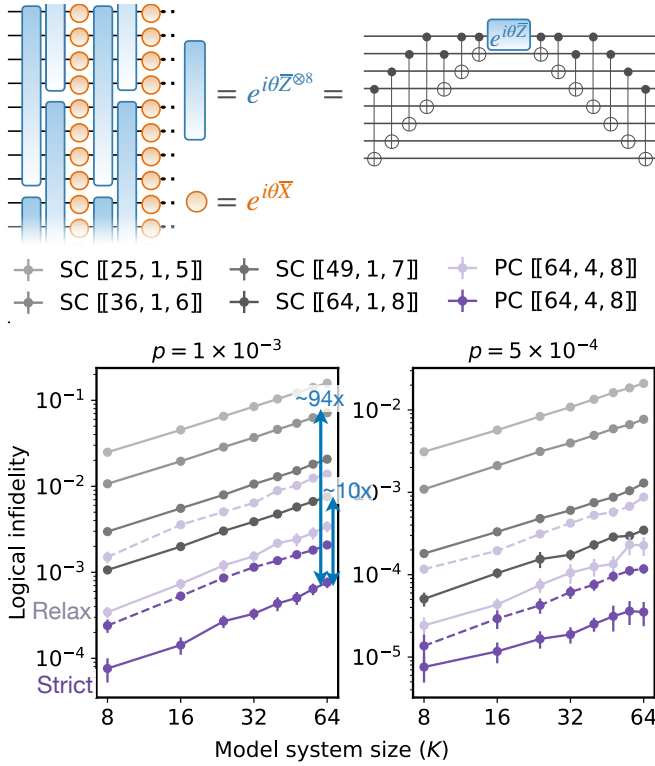 e^{iθZ̅}
= e^{iθZ̅^{⊗8}} =
= e^{iθX̅}
SC [[25, 1, 5]] SC [[49, 1, 7]] PC [[64, 4, 8]]
SC [[36, 1, 6]] SC [[64, 1, 8]] PC [[64, 4, 8]]
p = 1 × 10⁻³ p = 5 × 10⁻⁴
Logical infidelity
10⁻¹
10⁻²
10⁻³
10⁻⁴
Relax
Strict
~94x
~10x
8 16 32 64
10⁻²
10⁻³
10⁻⁴
10⁻⁵
8 16 32 64
Model system size (K)